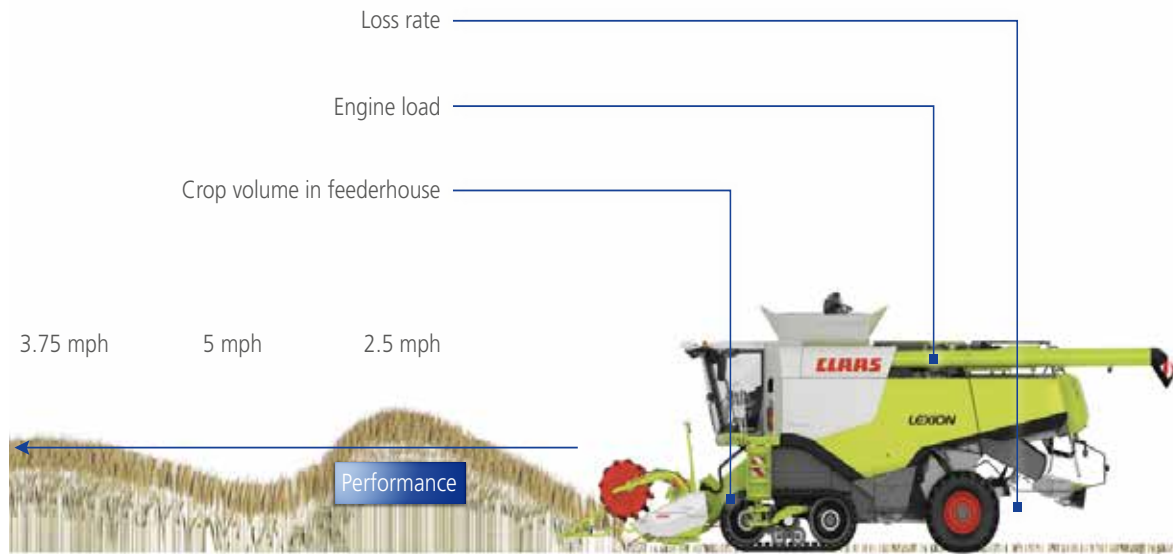 Loss rate
Engine load
Crop volume in feederhouse
3.75 mph 5 mph 2.5 mph
CLAAS
LEXION
Performance